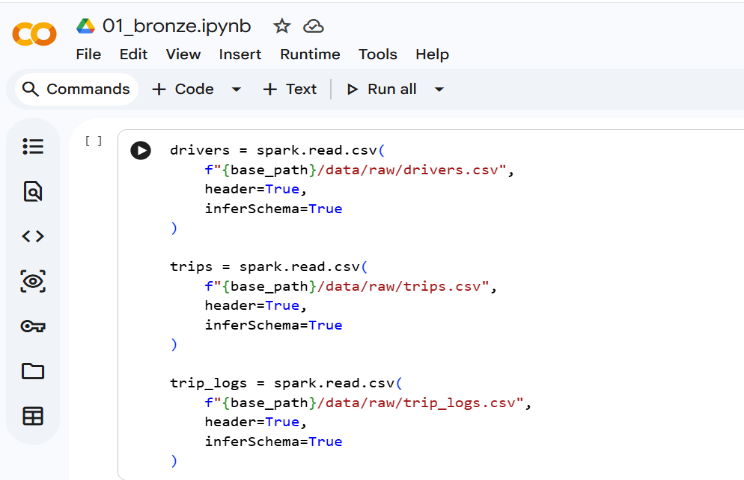 01_bronze.ipynb
File Edit View Insert Runtime Tools Help
Commands + Code + Text Run all
[ ]
drivers = spark.read.csv(
    f"{base_path}/data/raw/drivers.csv",
    header=True,
    inferSchema=True
)
trips = spark.read.csv(
    f"{base_path}/data/raw/trips.csv",
    header=True,
    inferSchema=True
)
trip_logs = spark.read.csv(
    f"{base_path}/data/raw/trip_logs.csv",
    header=True,
    inferSchema=True
)